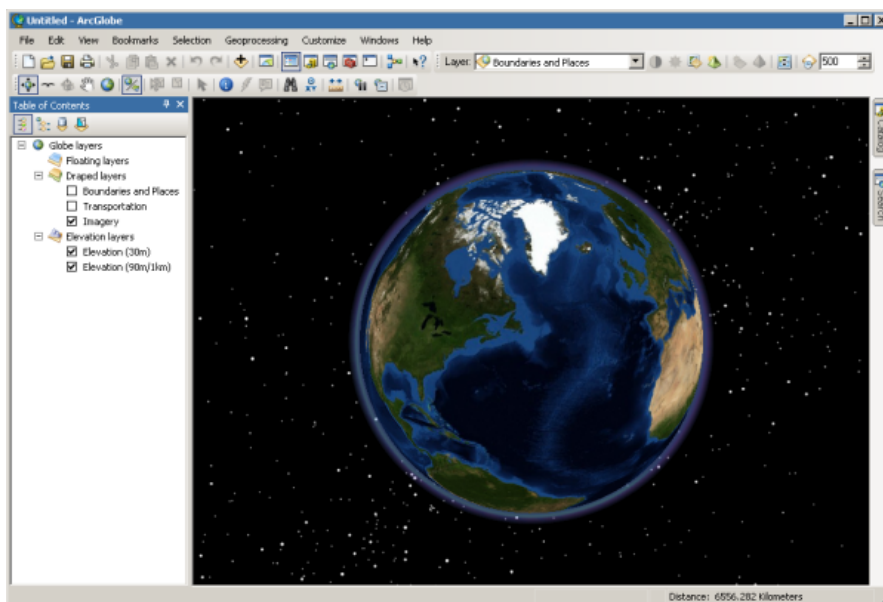 Untitled - ArcGlobe
File Edit View Bookmarks Selection Geoprocessing Customize Windows Help
Layer: Boundaries and Places 500
Table of Contents
Globe layers
Floating layers
Draped layers
Boundaries and Places
Transportation
Imagery
Elevation layers
Elevation (30m)
Elevation (90m/1km)
Catalog
Search
Distance: 6556.282 Kilometers